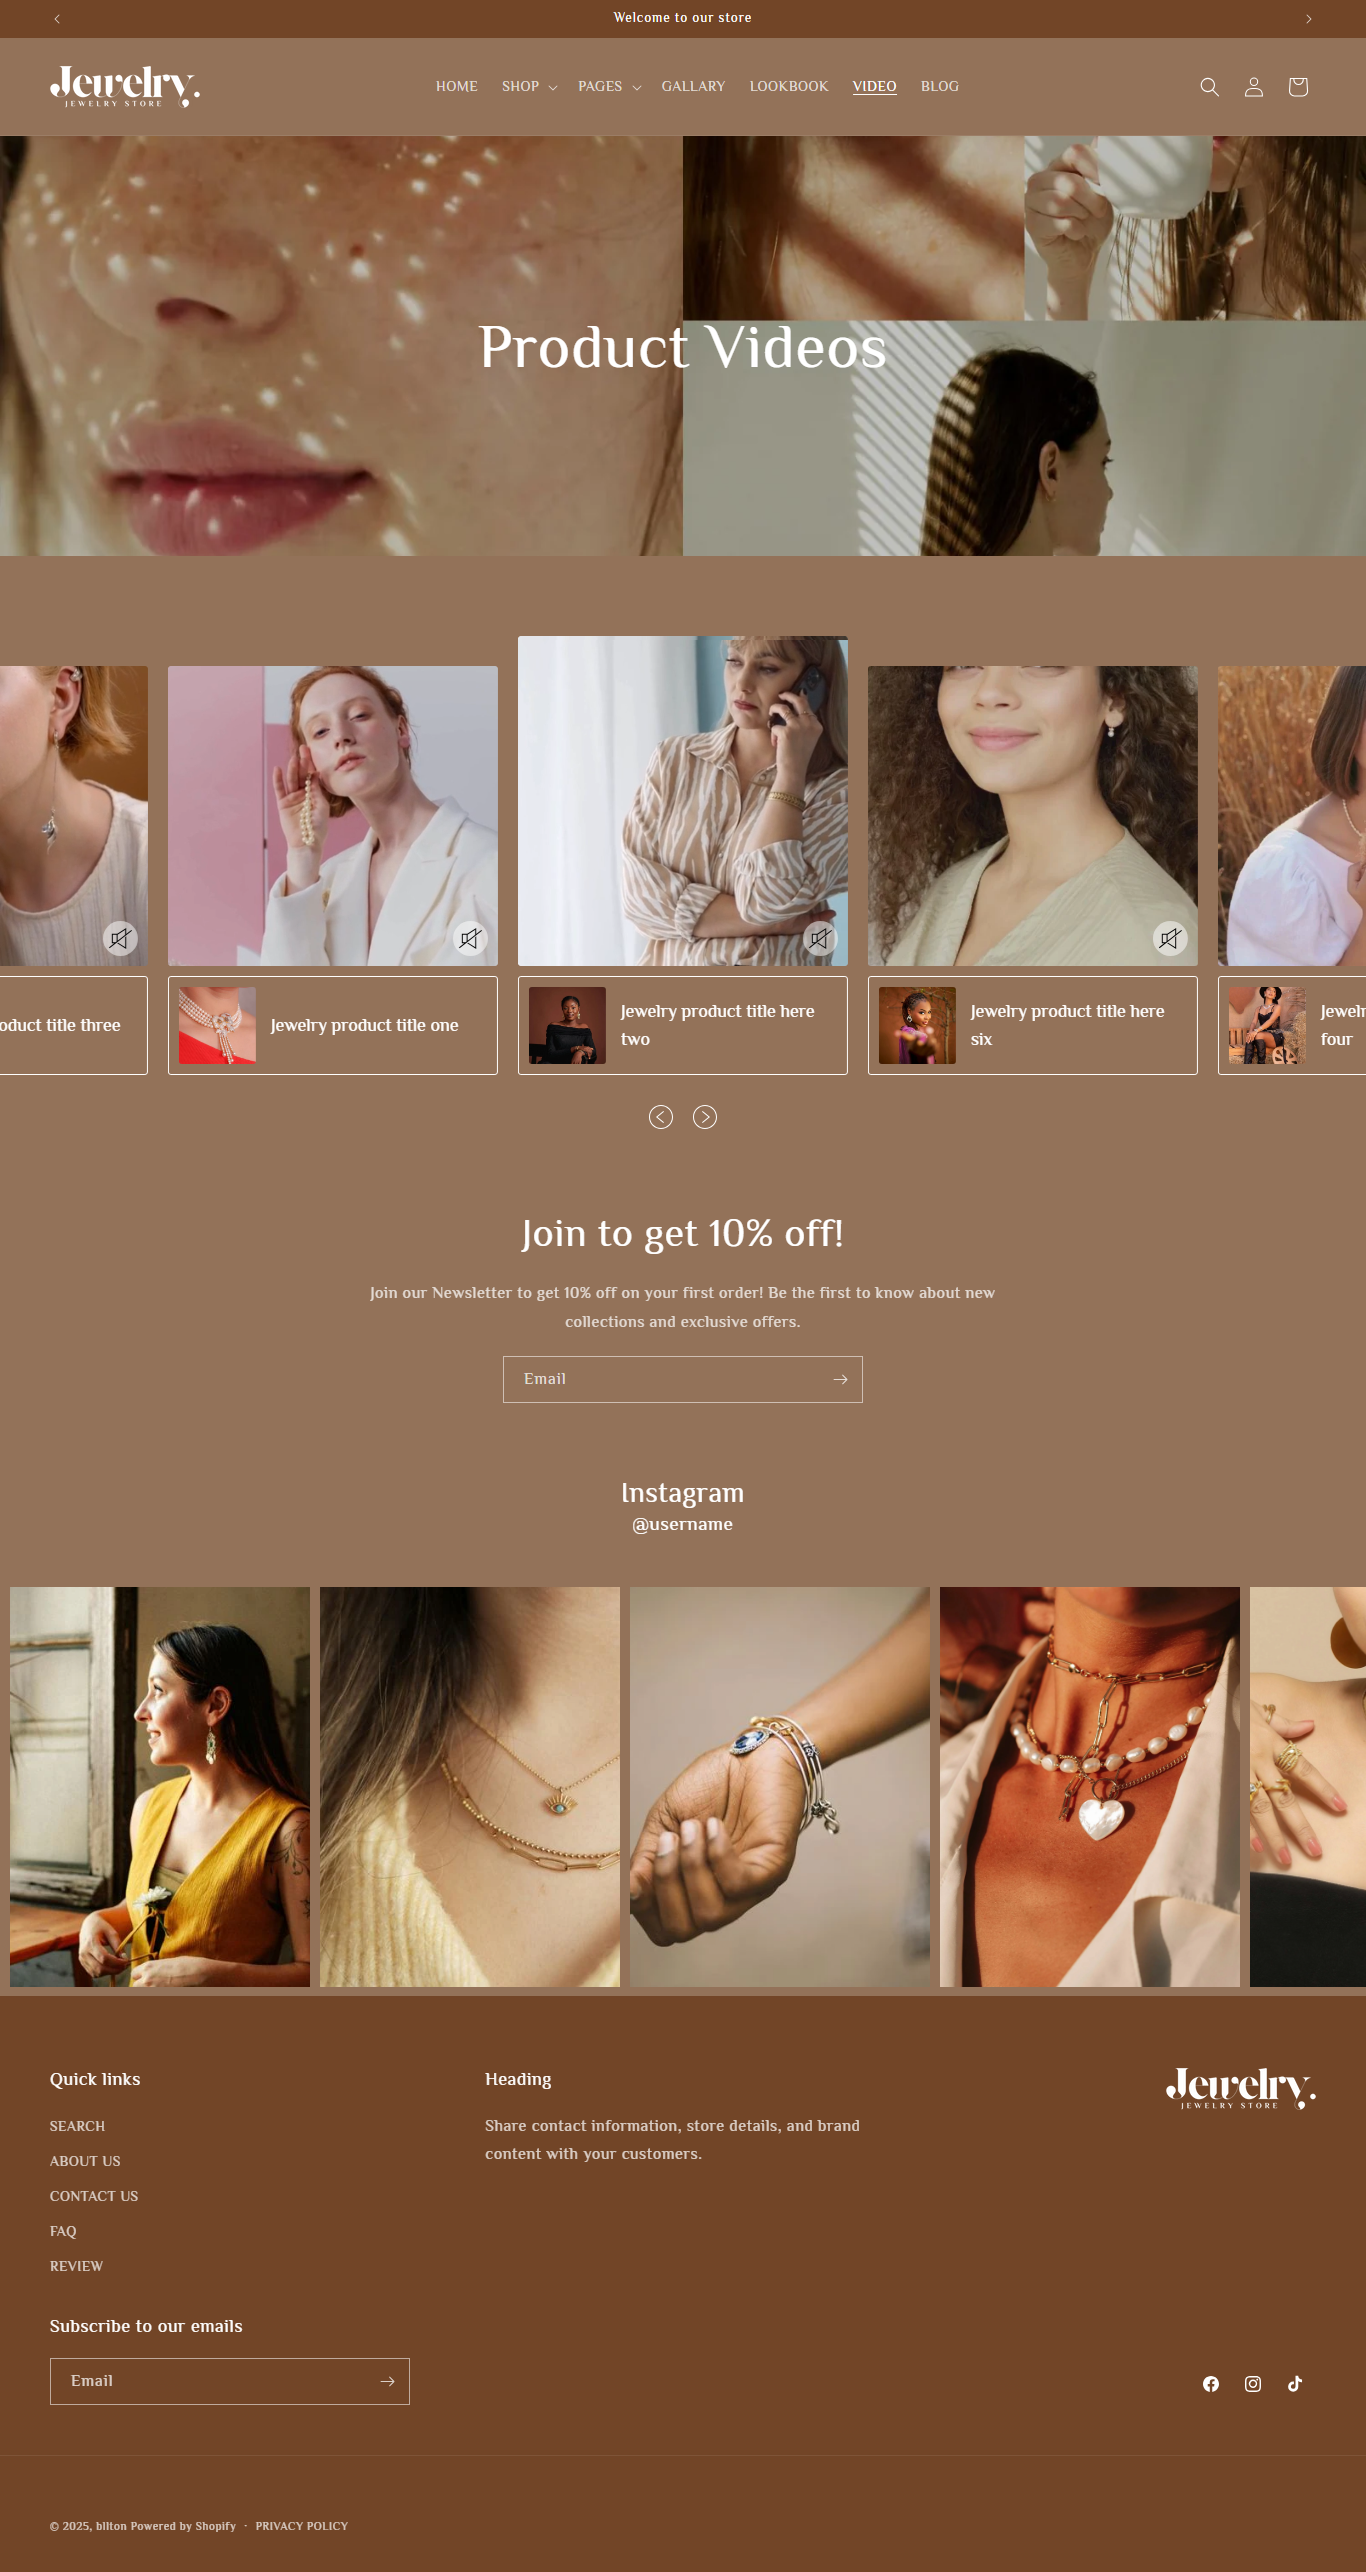 Welcome to our store
Jewelry.
JEWELRY STORE
HOME
SHOP
PAGES
GALLARY
LOOKBOOK
VIDEO
BLOG
Product Videos
oduct title three
Jewelry product title one
Jewelry product title here
two
Jewelry product title here
six
Jewelr
four
Join to get 10% off!
Join our Newsletter to get 10% off on your first order! Be the first to know about new
collections and exclusive offers.
Email
Instagram
@username
Quick links
SEARCH
ABOUT US
CONTACT US
FAQ
REVIEW
Heading
Share contact information, store details, and brand
content with your customers.
Jewelry.
JEWELRY STORE
Subscribe to our emails
Email
© 2025, bliton Powered by Shopify · PRIVACY POLICY